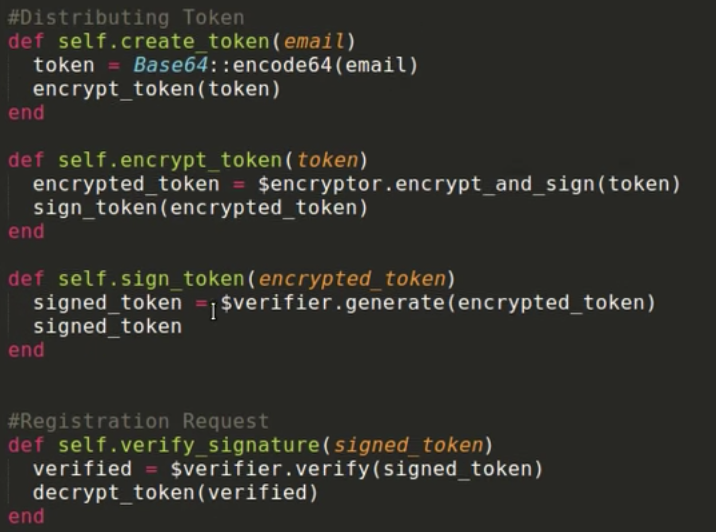 #Distributing Token
def self.create_token(email)
  token = Base64::encode64(email)
  encrypt_token(token)
end

def self.encrypt_token(token)
  encrypted_token = $encryptor.encrypt_and_sign(token)
  sign_token(encrypted_token)
end

def self.sign_token(encrypted_token)
  signed_token = $verifier.generate(encrypted_token)
  signed_token
end

#Registration Request
def self.verify_signature(signed_token)
  verified = $verifier.verify(signed_token)
  decrypt_token(verified)
end